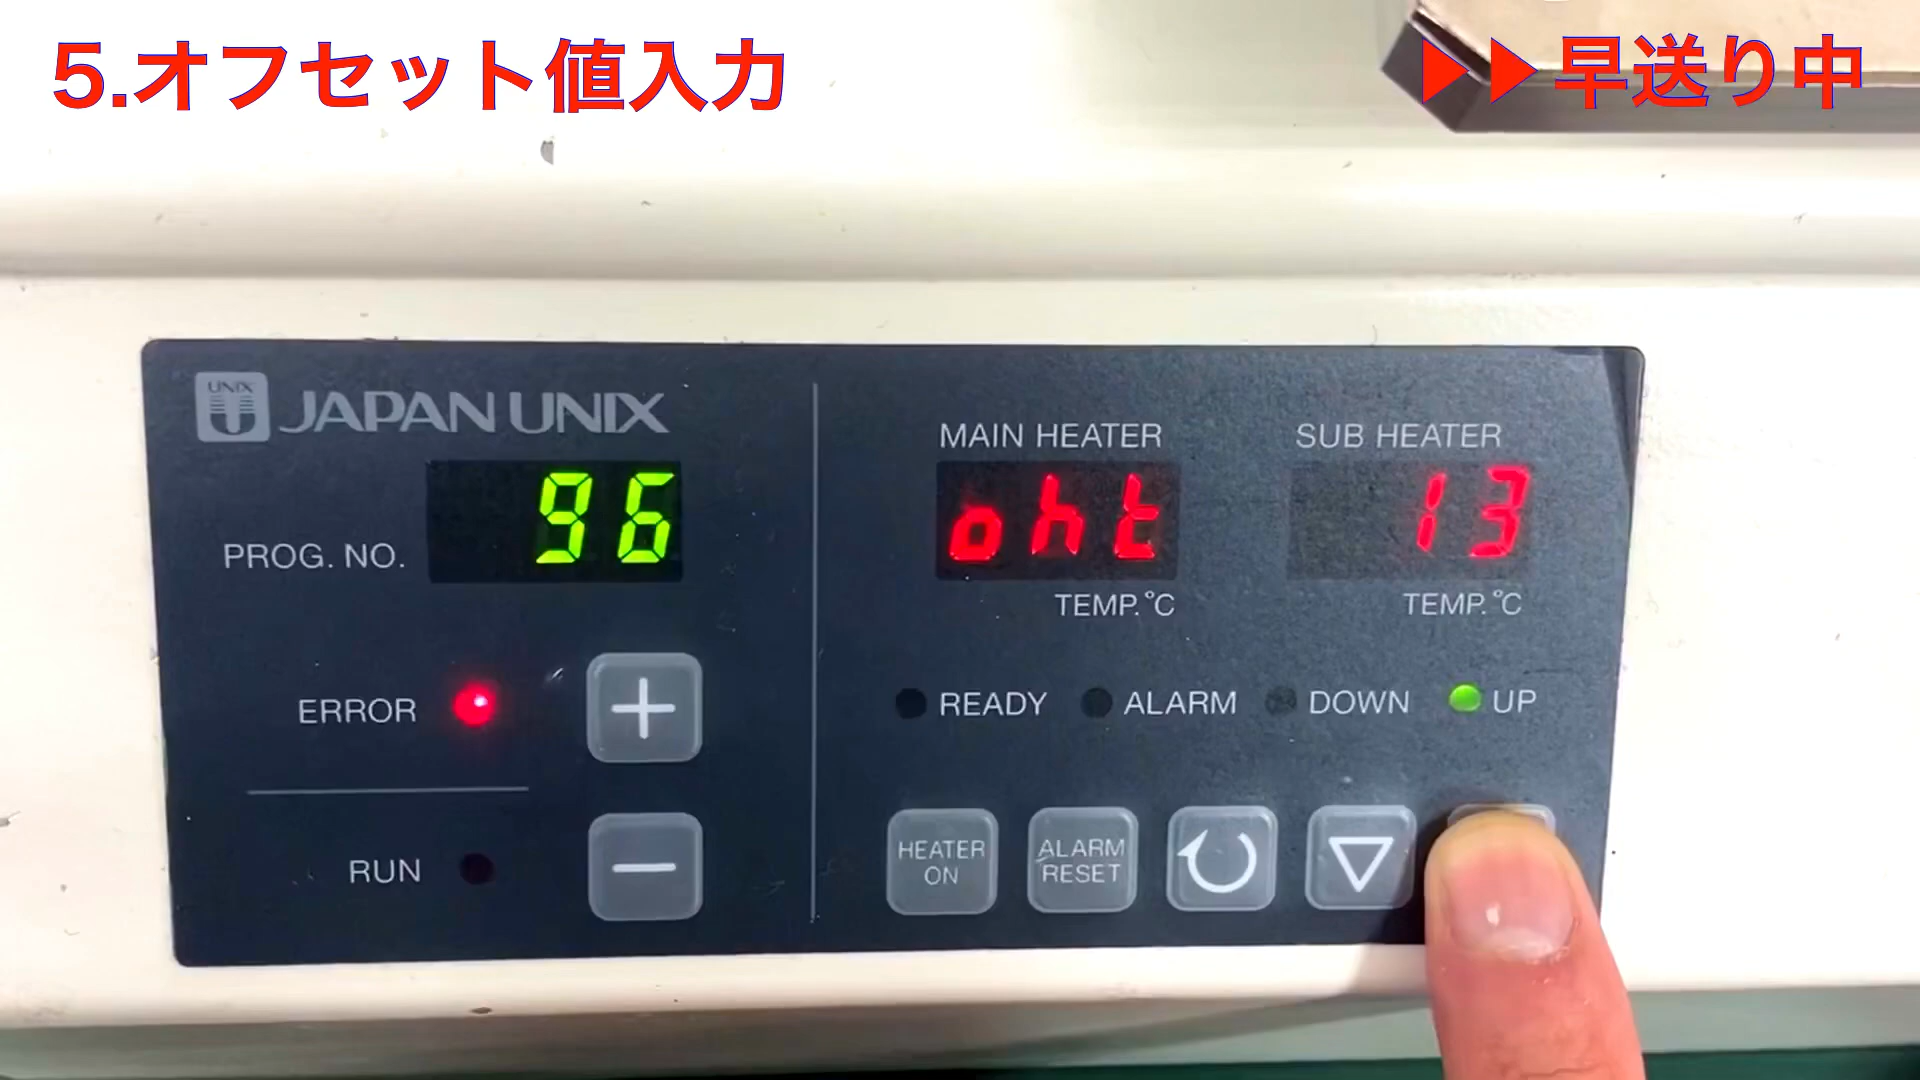 5.オフセット値入力
▶▶早送り中
UNIX
JAPAN UNIX
MAIN HEATER
SUB HEATER
PROG. NO.
96
oht
13
TEMP.℃
TEMP.℃
ERROR
+
READY
ALARM
DOWN
UP
RUN
−
HEATER
ON
ALARM
RESET